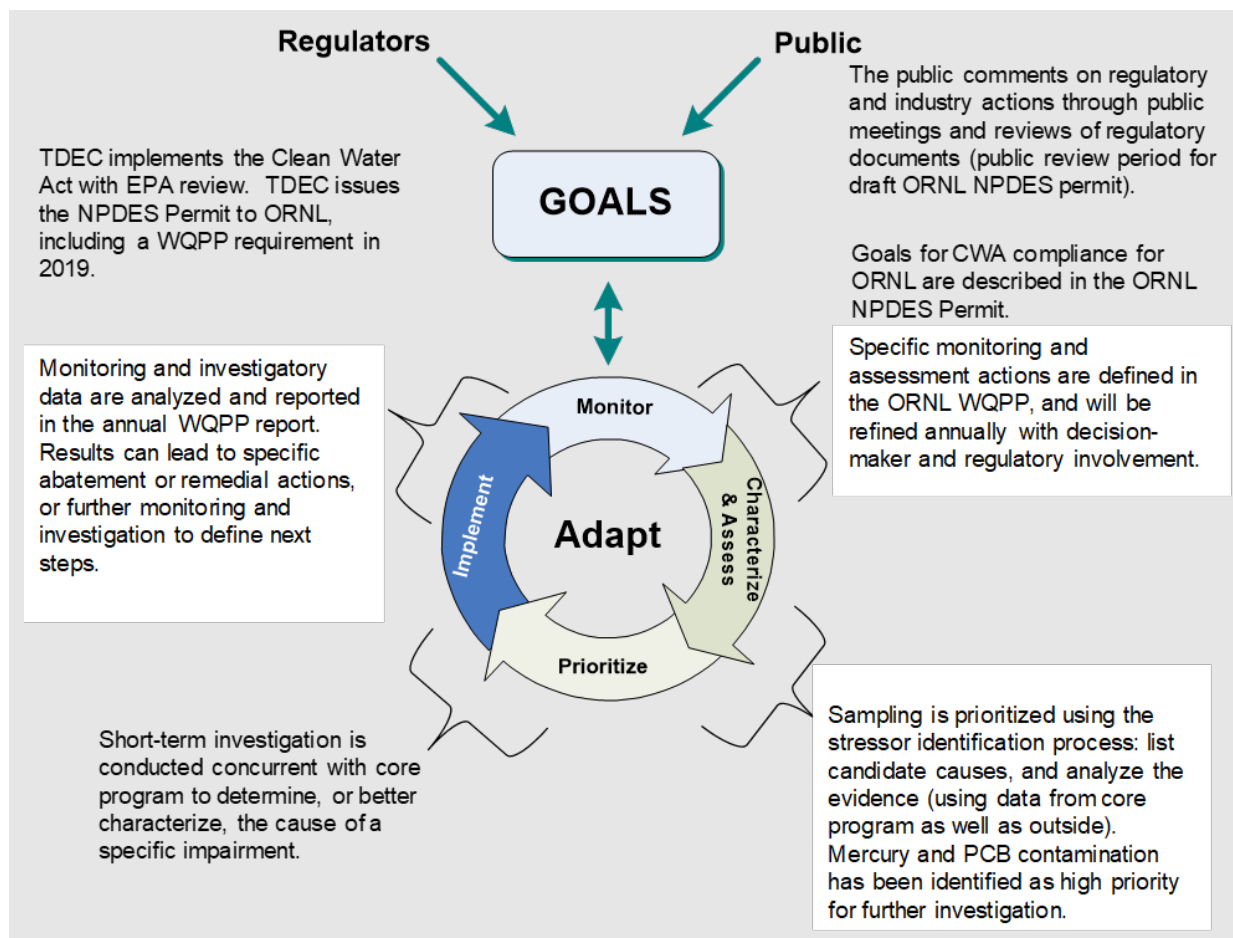 Regulators
Public
The public comments on regulatory
and industry actions through public
meetings and reviews of regulatory
documents (public review period for
draft ORNL NPDES permit).
TDEC implements the Clean Water
Act with EPA review. TDEC issues
the NPDES Permit to ORNL,
including a WQPP requirement in
2019.
GOALS
Goals for CWA compliance for
ORNL are described in the ORNL
NPDES Permit.
Monitoring and investigatory
data are analyzed and reported
in the annual WQPP report.
Results can lead to specific
abatement or remedial actions,
or further monitoring and
investigation to define next
steps.
Specific monitoring and
assessment actions are defined in
the ORNL WQPP, and will be
refined annually with decision-
maker and regulatory involvement.
Monitor
Characterize
& Assess
Implement
Adapt
Prioritize
Short-term investigation is
conducted concurrent with core
program to determine, or better
characterize, the cause of a
specific impairment.
Sampling is prioritized using the
stressor identification process: list
candidate causes, and analyze the
evidence (using data from core
program as well as outside).
Mercury and PCB contamination
has been identified as high priority
for further investigation.